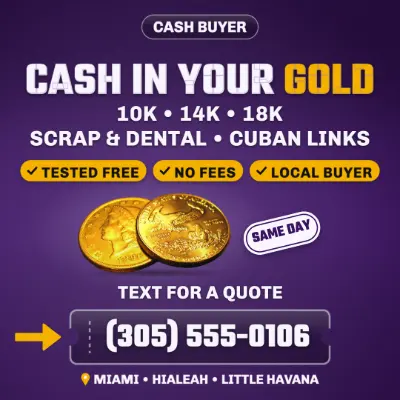 CASH BUYER
CASH IN YOUR GOLD
10K • 14K • 18K
SCRAP & DENTAL • CUBAN LINKS
✓ TESTED FREE ✓ NO FEES ✓ LOCAL BUYER
SAME DAY
TEXT FOR A QUOTE
(305) 555-0106
MIAMI • HIALEAH • LITTLE HAVANA